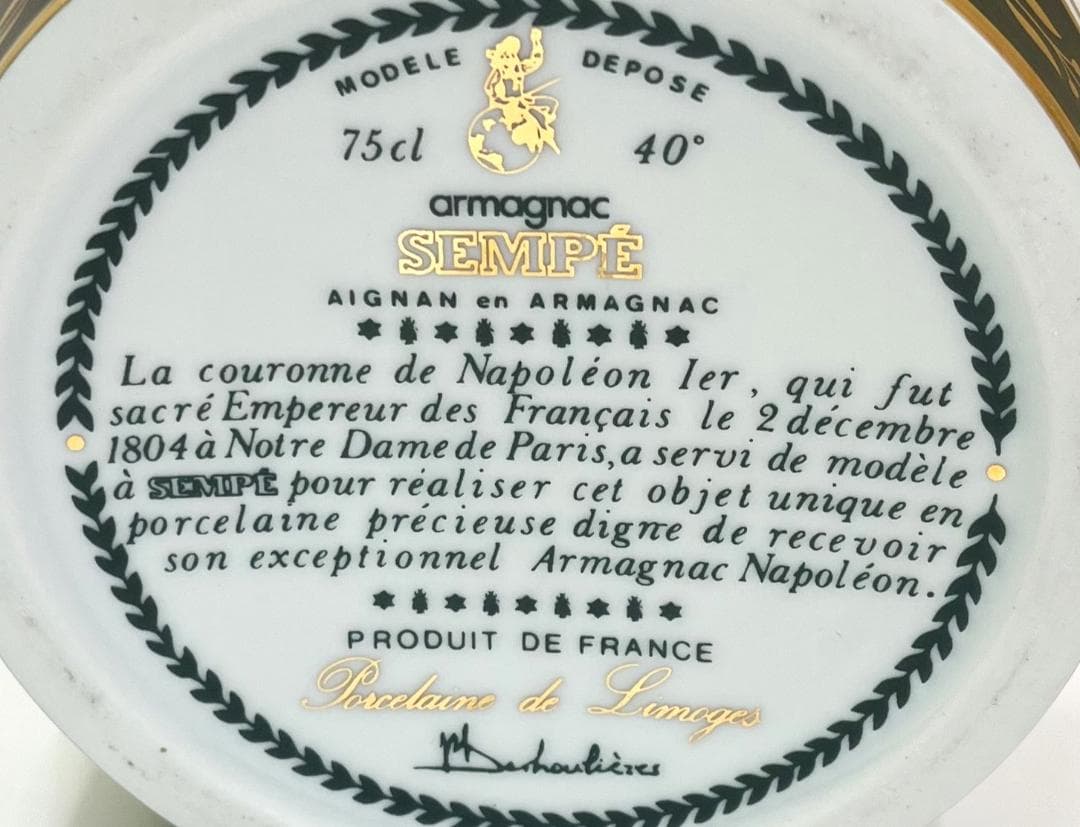 MODELE DEPOSE
75cl 40°
armagnac
SEMPÉ
AIGNAN en ARMAGNAC
La couronne de Napoléon Ier, qui fut
sacré Empereur des Français le 2 décembre
1804 à Notre Dame de Paris, a servi de modèle
à SEMPÉ pour réaliser cet objet unique en
porcelaine précieuse digne de recevoir
son exceptionnel Armagnac Napoléon.
PRODUIT DE FRANCE
Porcelaine de Limoges
Deshoulières